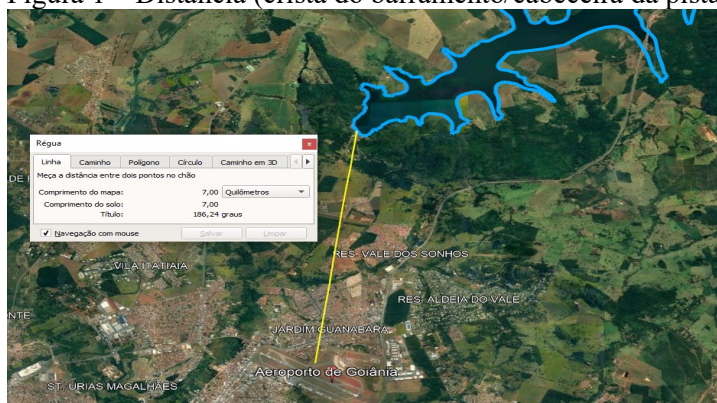 Figura 1 – Distância (crista do barramento/cabeceira da pista
Régua
Linha Caminho Polígono Círculo Caminho em 3D
Meça a distância entre dois pontos no chão
Comprimento do mapa: 7,00 Quilômetros
Comprimento do solo: 7,00
Título: 186,24 graus
Navegação com mouse Salvar Limpar
DE
RES. VALE DOS SONHOS
VILA ITATIAIA
RES. ALDEIA DO VALE
NTE
JARDIM GUANABARA
Aeroporto de Goiânia
ST. URIAS MAGALHÃES